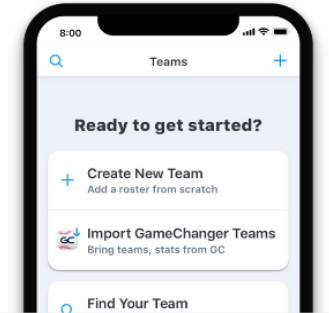 8:00
Teams
Ready to get started?
Create New Team
Add a roster from scratch
GC
Import GameChanger Teams
Bring teams, stats from GC
Find Your Team